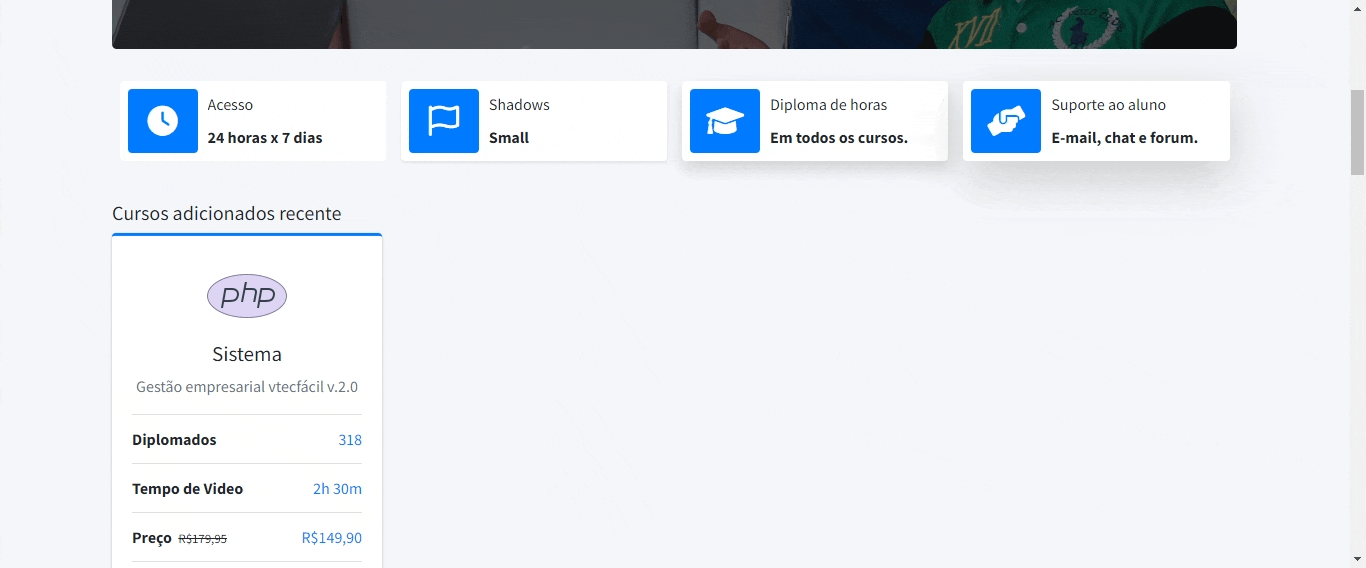 XVII
Acesso
24 horas x 7 dias
Shadows
Small
Diploma de horas
Em todos os cursos.
Suporte ao aluno
E-mail, chat e forum.
Cursos adicionados recente
php
Sistema
Gestão empresarial vtecfácil v.2.0
Diplomados 318
Tempo de Video 2h 30m
Preço R$179,95 R$149,90